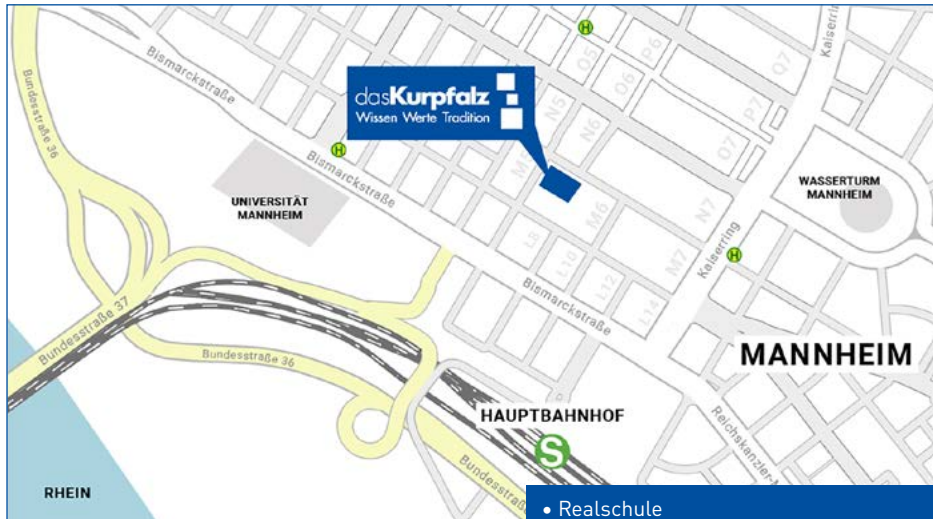 Bundesstraße 36
Bismarckstraße
dasKurpfalz
Wissen Werte Tradition
H
O5
O6
P6
Q7
Kaiserring
P7
O7
N5
N6
M5
H
Bismarckstraße
UNIVERSITÄT
MANNHEIM
WASSERTURM
MANNHEIM
M6
N7
L8
L10
L12
L14
M7
Kaiserring
H
Bismarckstraße
Bundesstraße 37
Bundesstraße 36
MANNHEIM
HAUPTBAHNHOF
S
Reichskanzler-
Bundesstraße
RHEIN
• Realschule